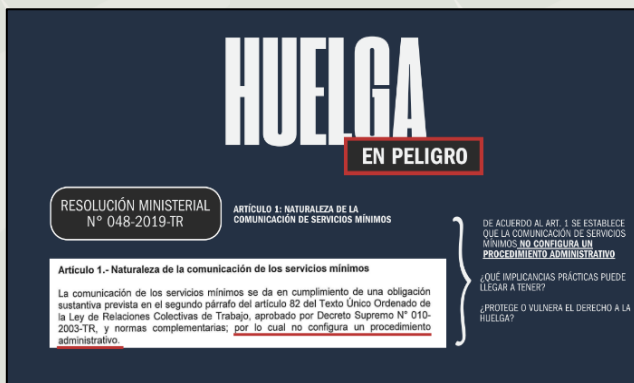 HUELGA
EN PELIGRO
RESOLUCIÓN MINISTERIAL
N° 048-2019-TR
ARTÍCULO 1: NATURALEZA DE LA
COMUNICACIÓN DE SERVICIOS MÍNIMOS
Artículo 1.- Naturaleza de la comunicación de los servicios mínimos
La comunicación de los servicios mínimos se da en cumplimiento de una obligación
sustantiva prevista en el segundo párrafo del artículo 82 del Texto Único Ordenado de
la Ley de Relaciones Colectivas de Trabajo, aprobado por Decreto Supremo N° 010-
2003-TR, y normas complementarias; por lo cual no configura un procedimiento
administrativo.
DE ACUERDO AL ART. 1 SE ESTABLECE
QUE LA COMUNICACIÓN DE SERVICIOS
MÍNIMOS NO CONFIGURA UN
PROCEDIMIENTO ADMINISTRATIVO
¿QUÉ IMPLICANCIAS PRÁCTICAS PUEDE
LLEGAR A TENER?
¿PROTEGE O VULNERA EL DERECHO A LA
HUELGA?